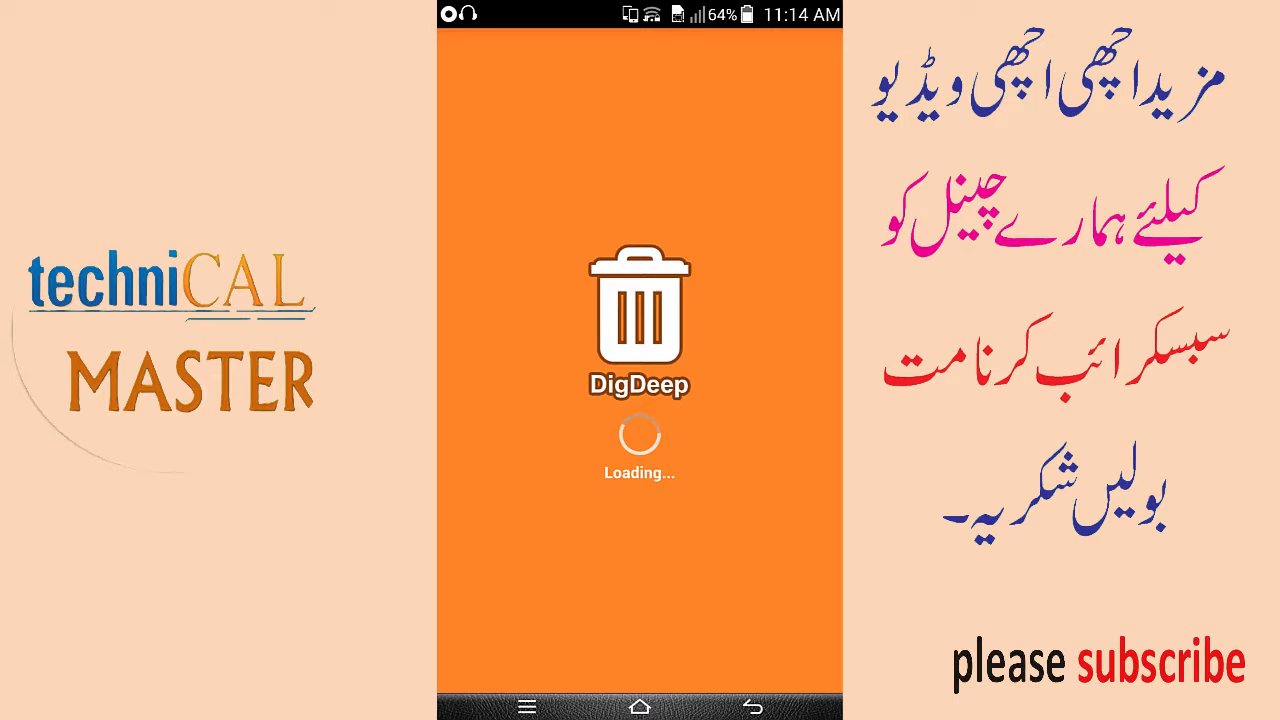 techniCAL
MASTER
64% 11:14 AM
DigDeep
Loading...
مزید اچھی اچھی ویڈیو
کیلئے ہمارے چینل کو
سبسکرائب کرنا مت
بولیں شکریہ۔
please subscribe